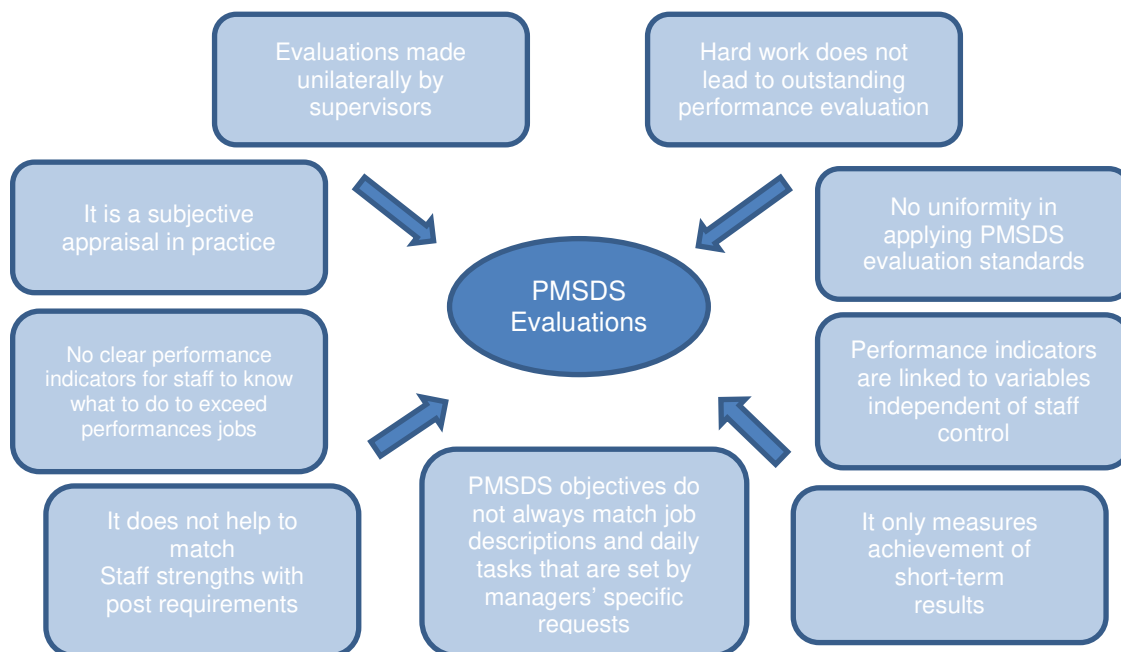 Evaluations made
unilaterally by
supervisors
Hard work does not
lead to outstanding
performance evaluation
It is a subjective
appraisal in practice
No uniformity in
applying PMSDS
evaluation standards
PMSDS
Evaluations
No clear performance
indicators for staff to know
what to do to exceed
performances jobs
Performance indicators
are linked to variables
independent of staff
control
It does not help to
match
Staff strengths with
post requirements
PMSDS objectives do
not always match job
descriptions and daily
tasks that are set by
managers’ specific
requests
It only measures
achievement of
short-term
results